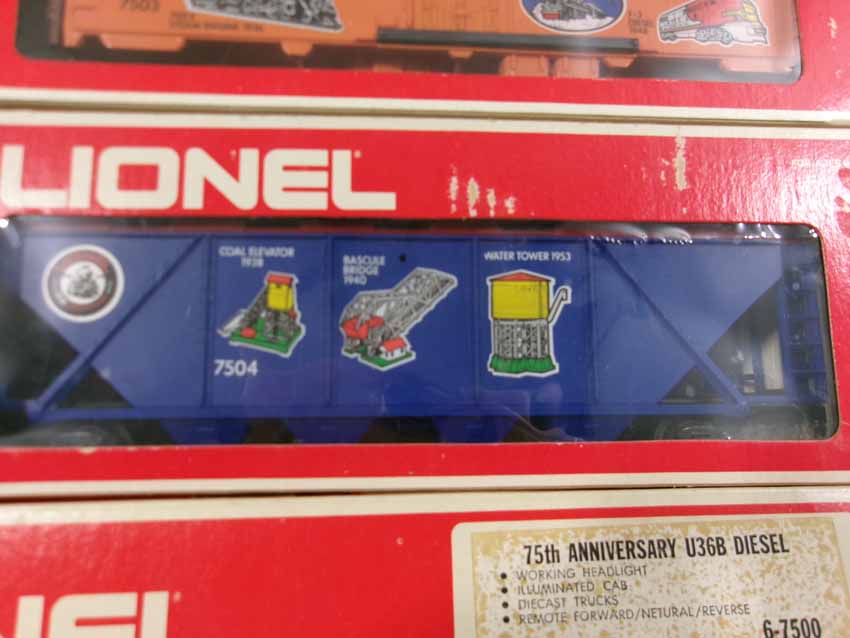 7503
LIONEL
COAL ELEVATOR
1938
BASCULE
BRIDGE
1940
WATER TOWER 1953
7504
75th ANNIVERSARY U36B DIESEL
• WORKING HEADLIGHT
• ILLUMINATED CAB
• DIECAST TRUCKS
• REMOTE FORWARD/NETURAL/REVERSE
6-7500